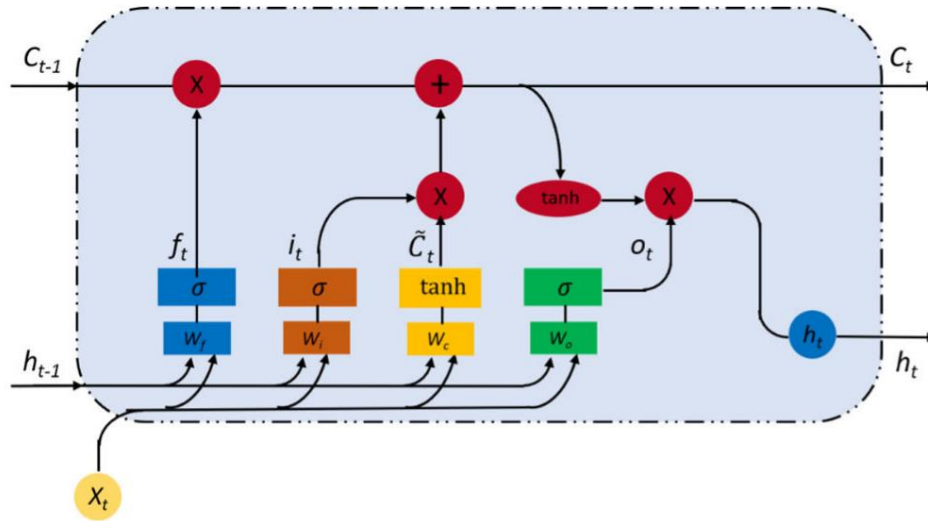 C_{t-1} X + C_t
tanh X
X
f_t i_t C̃_t o_t
σ σ tanh σ
W_f W_i W_c W_o h_t
h_{t-1} h_t
X_t